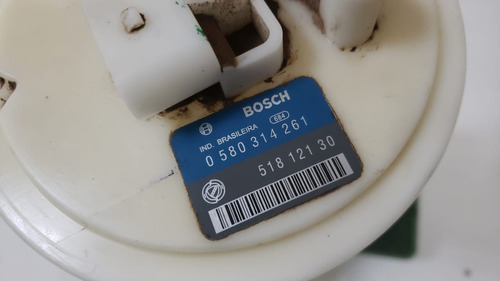 BOSCH
IND. BRASILEIRA 684
0 580 314 261
518 121 30